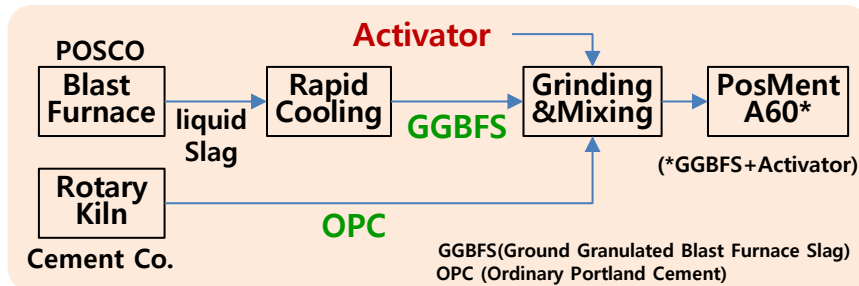 Activator
POSCO
Blast
Furnace
liquid
Slag
Rapid
Cooling
GGBFS
Grinding
&Mixing
PosMent
A60*
(*GGBFS+Activator)
Rotary
Kiln
OPC
Cement Co.
GGBFS(Ground Granulated Blast Furnace Slag)
OPC (Ordinary Portland Cement)